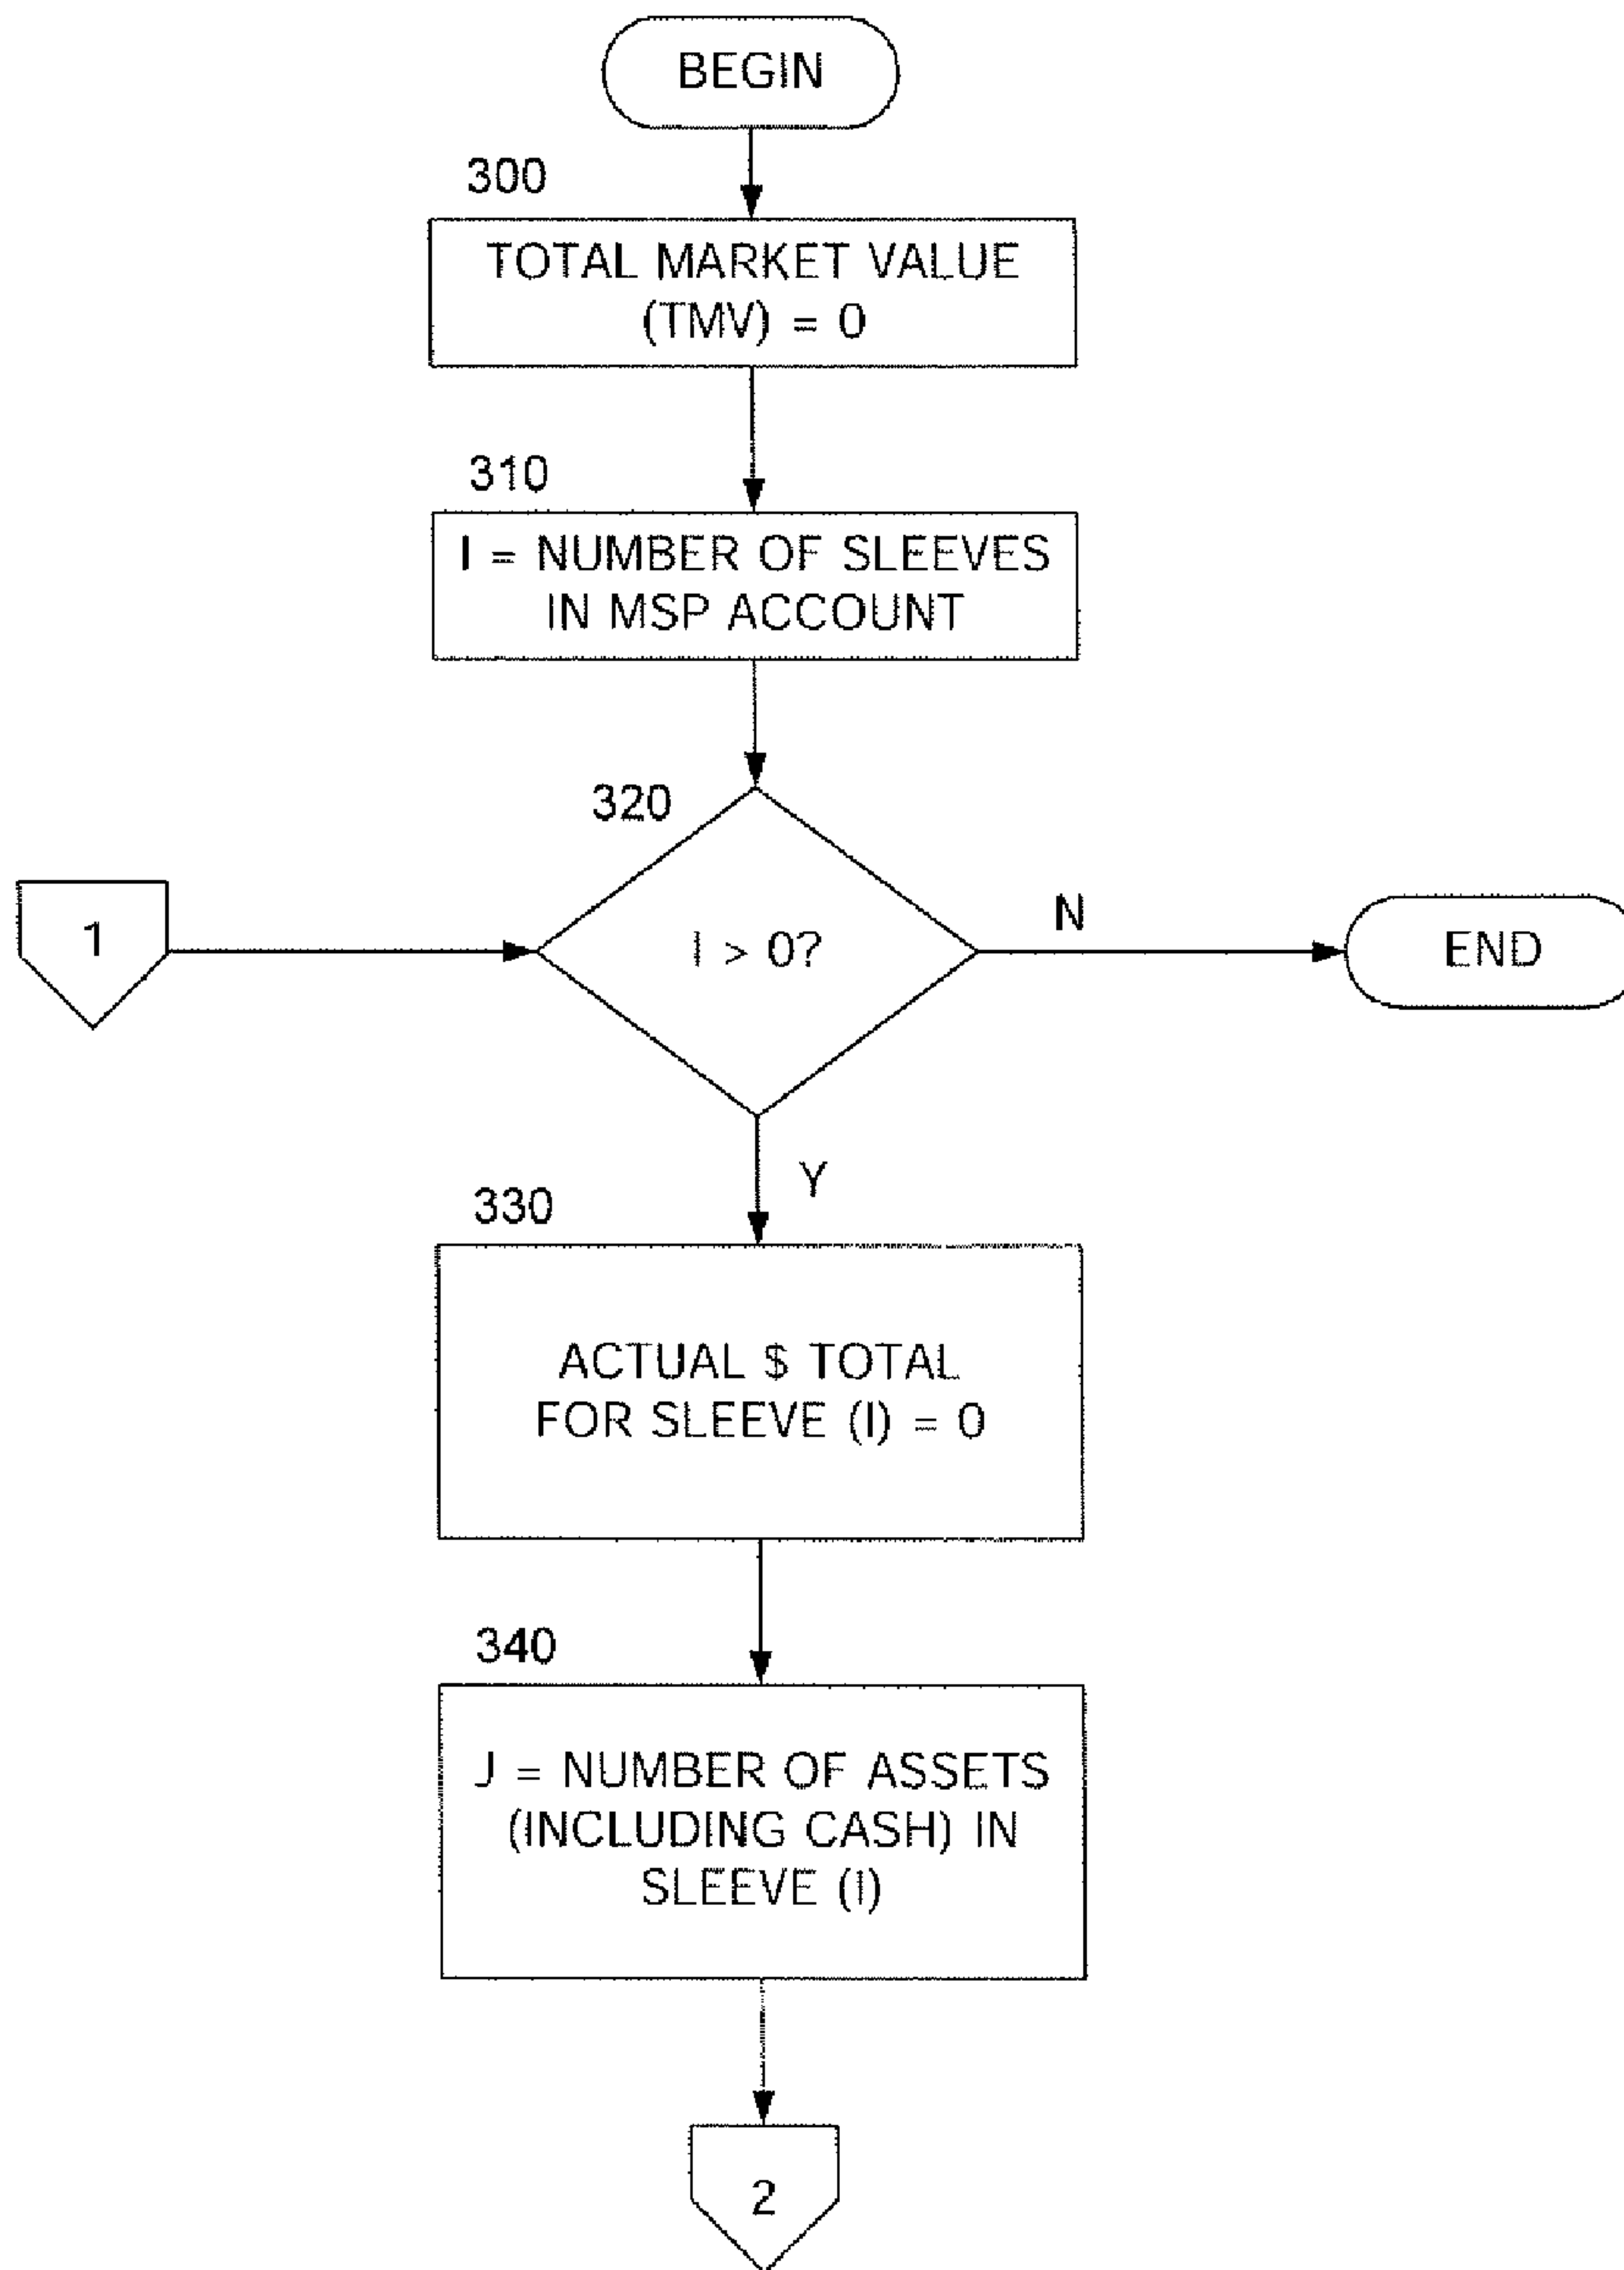 BEGIN
300
TOTAL MARKET VALUE
(TMV) = 0
310
I = NUMBER OF SLEEVES
IN MSP ACCOUNT
320
1
I > 0?
N
END
Y
330
ACTUAL $ TOTAL
FOR SLEEVE (I) = 0
340
J = NUMBER OF ASSETS
(INCLUDING CASH) IN
SLEEVE (I)
2